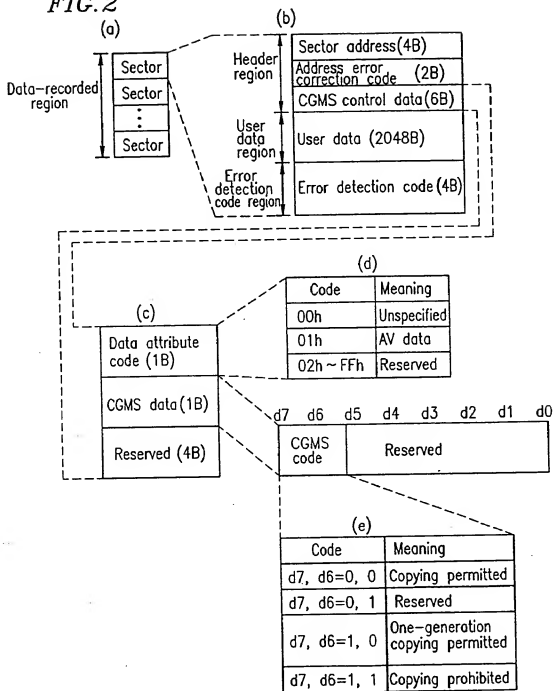 FIG.2
(a)
Data-recorded
region
Sector
Sector
⋮
Sector
(b)
Header
region
User
data
region
Error
detection
code region
Sector address(4B)
Address error
correction code (2B)
CGMS control data(6B)
User data (2048B)
Error detection code(4B)
(c)
Data attribute
code (1B)
CGMS data(1B)
Reserved (4B)
(d)
Code Meaning
00h Unspecified
01h AV data
02h ~ FFh Reserved
d7 d6 d5 d4 d3 d2 d1 d0
CGMS
code
Reserved
(e)
Code Meaning
d7, d6=0, 0 Copying permitted
d7, d6=0, 1 Reserved
d7, d6=1, 0 One-generation
copying permitted
d7, d6=1, 1 Copying prohibited